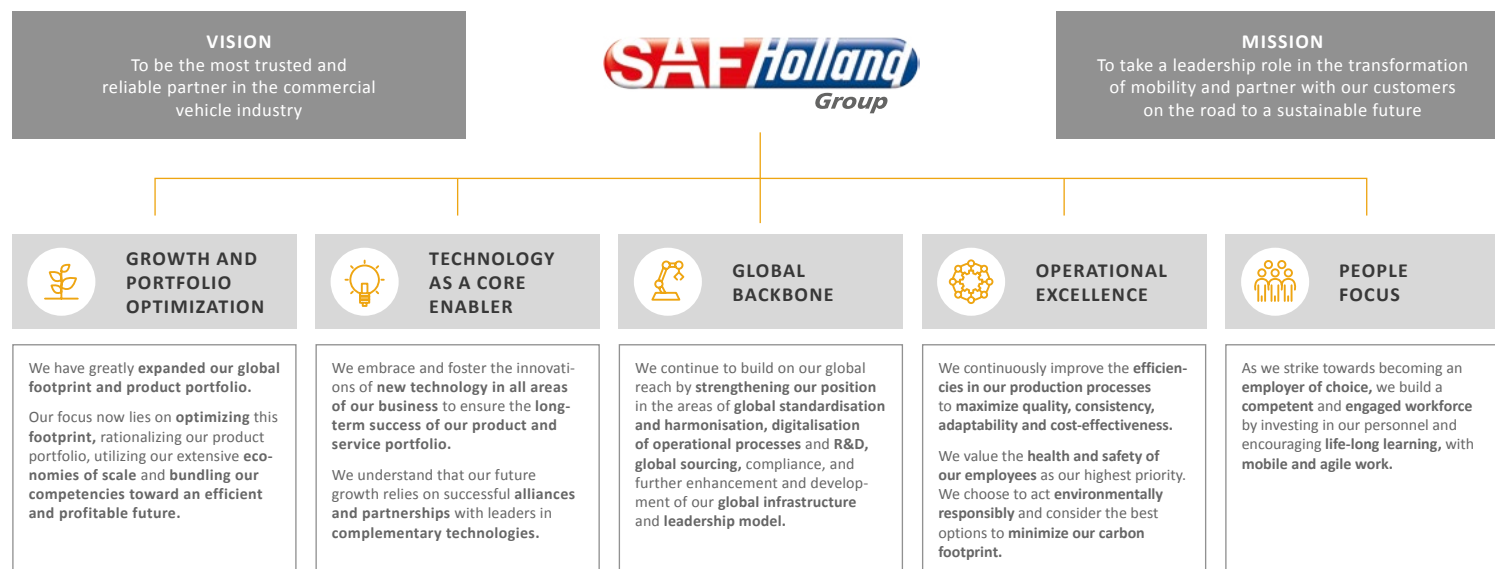 VISION
To be the most trusted and
reliable partner in the commercial
vehicle industry
SAF Holland
Group
MISSION
To take a leadership role in the transformation
of mobility and partner with our customers
on the road to a sustainable future
GROWTH AND
PORTFOLIO
OPTIMIZATION
We have greatly expanded our global
footprint and product portfolio.
Our focus now lies on optimizing this
footprint, rationalizing our product
portfolio, utilizing our extensive eco-
nomies of scale and bundling our
competencies toward an efficient
and profitable future.
TECHNOLOGY
AS A CORE
ENABLER
We embrace and foster the innovati-
ons of new technology in all areas
of our business to ensure the long-
term success of our product and
service portfolio.
We understand that our future
growth relies on successful alliances
and partnerships with leaders in
complementary technologies.
GLOBAL
BACKBONE
We continue to build on our global
reach by strengthening our position
in the areas of global standardisation
and harmonisation, digitalisation
of operational processes and R&D,
global sourcing, compliance, and
further enhancement and develop-
ment of our global infrastructure
and leadership model.
OPERATIONAL
EXCELLENCE
We continuously improve the efficien-
cies in our production processes
to maximize quality, consistency,
adaptability and cost-effectiveness.
We value the health and safety of
our employees as our highest priority.
We choose to act environmentally
responsibly and consider the best
options to minimize our carbon
footprint.
PEOPLE
FOCUS
As we strike towards becoming an
employer of choice, we build a
competent and engaged workforce
by investing in our personnel and
encouraging life-long learning, with
mobile and agile work.